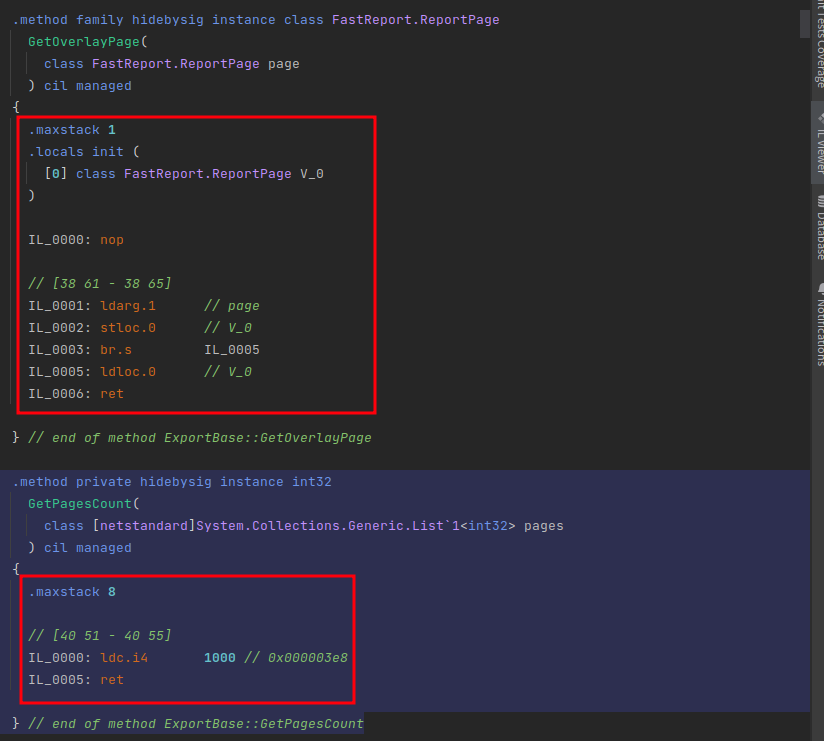 .method family hidebysig instance class FastReport.ReportPage
  GetOverlayPage(
    class FastReport.ReportPage page
  ) cil managed
{
  .maxstack 1
  .locals init (
    [0] class FastReport.ReportPage V_0
  )
  IL_0000: nop
  // [38 61 - 38 65]
  IL_0001: ldarg.1      // page
  IL_0002: stloc.0      // V_0
  IL_0003: br.s         IL_0005
  IL_0005: ldloc.0      // V_0
  IL_0006: ret
} // end of method ExportBase::GetOverlayPage
.method private hidebysig instance int32
  GetPagesCount(
    class [netstandard]System.Collections.Generic.List`1<int32> pages
  ) cil managed
{
  .maxstack 8
  // [40 51 - 40 55]
  IL_0000: ldc.i4       1000 // 0x000003e8
  IL_0005: ret
} // end of method ExportBase::GetPagesCount
Tests Coverage
IL Viewer
Database
Notifications